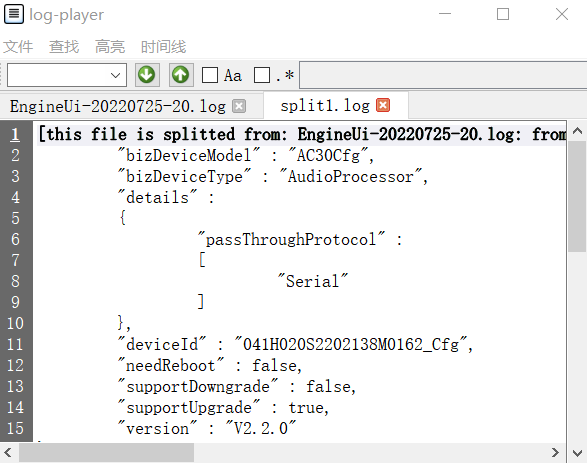 log-player
文件 查找 高亮 时间线
Aa .*
EngineUi-20220725-20.log split1.log
1 [this file is splitted from: EngineUi-20220725-20.log: from
2 "bizDeviceModel" : "AC30Cfg",
3 "bizDeviceType" : "AudioProcessor",
4 "details" :
5 {
6 "passThroughProtocol" :
7 [
8 "Serial"
9 ]
10 },
11 "deviceId" : "041H020S2202138M0162_Cfg",
12 "needReboot" : false,
13 "supportDowngrade" : false,
14 "supportUpgrade" : true,
15 "version" : "V2.2.0"